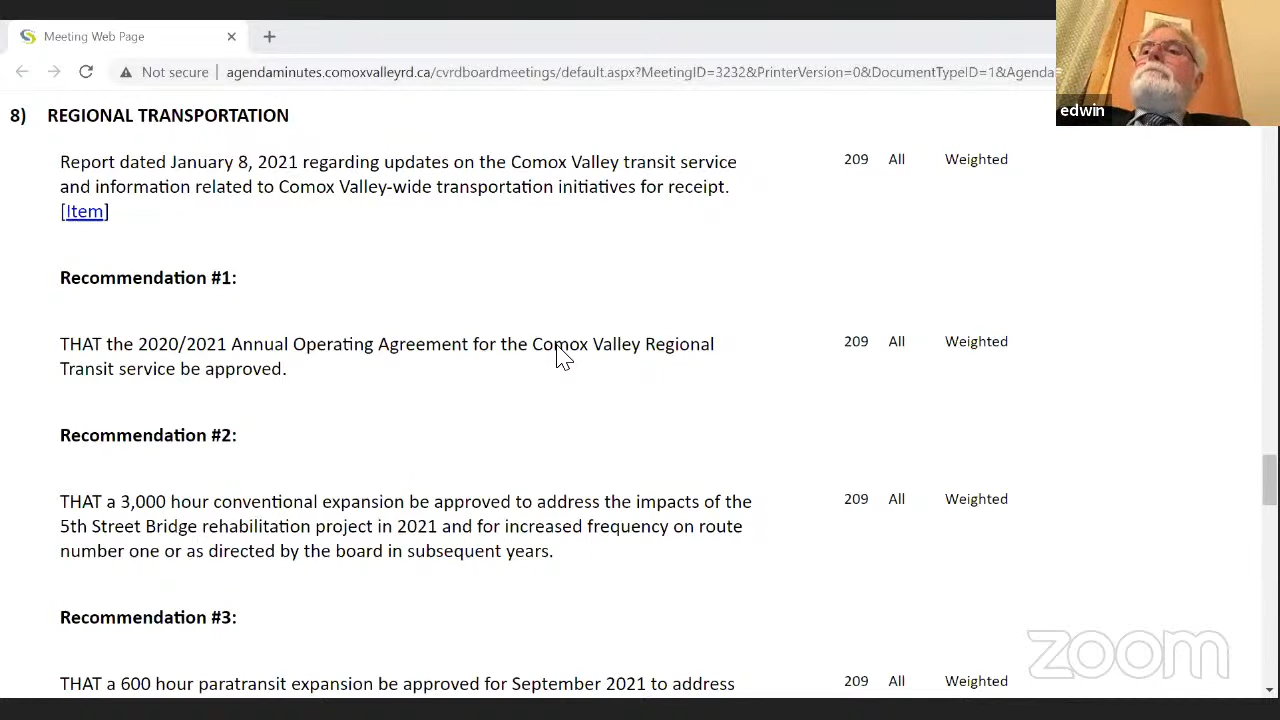 Meeting Web Page
Not secure | agendaminutes.comoxvalleyrd.ca/cvrdboardmeetings/default.aspx?MeetingID=3232&PrinterVersion=0&DocumentTypeID=1&Agenda
edwin
8) REGIONAL TRANSPORTATION
Report dated January 8, 2021 regarding updates on the Comox Valley transit service 209 All Weighted
and information related to Comox Valley-wide transportation initiatives for receipt.
[Item]
Recommendation #1:
THAT the 2020/2021 Annual Operating Agreement for the Comox Valley Regional 209 All Weighted
Transit service be approved.
Recommendation #2:
THAT a 3,000 hour conventional expansion be approved to address the impacts of the 209 All Weighted
5th Street Bridge rehabilitation project in 2021 and for increased frequency on route
number one or as directed by the board in subsequent years.
Recommendation #3:
THAT a 600 hour paratransit expansion be approved for September 2021 to address 209 All Weighted
zoom